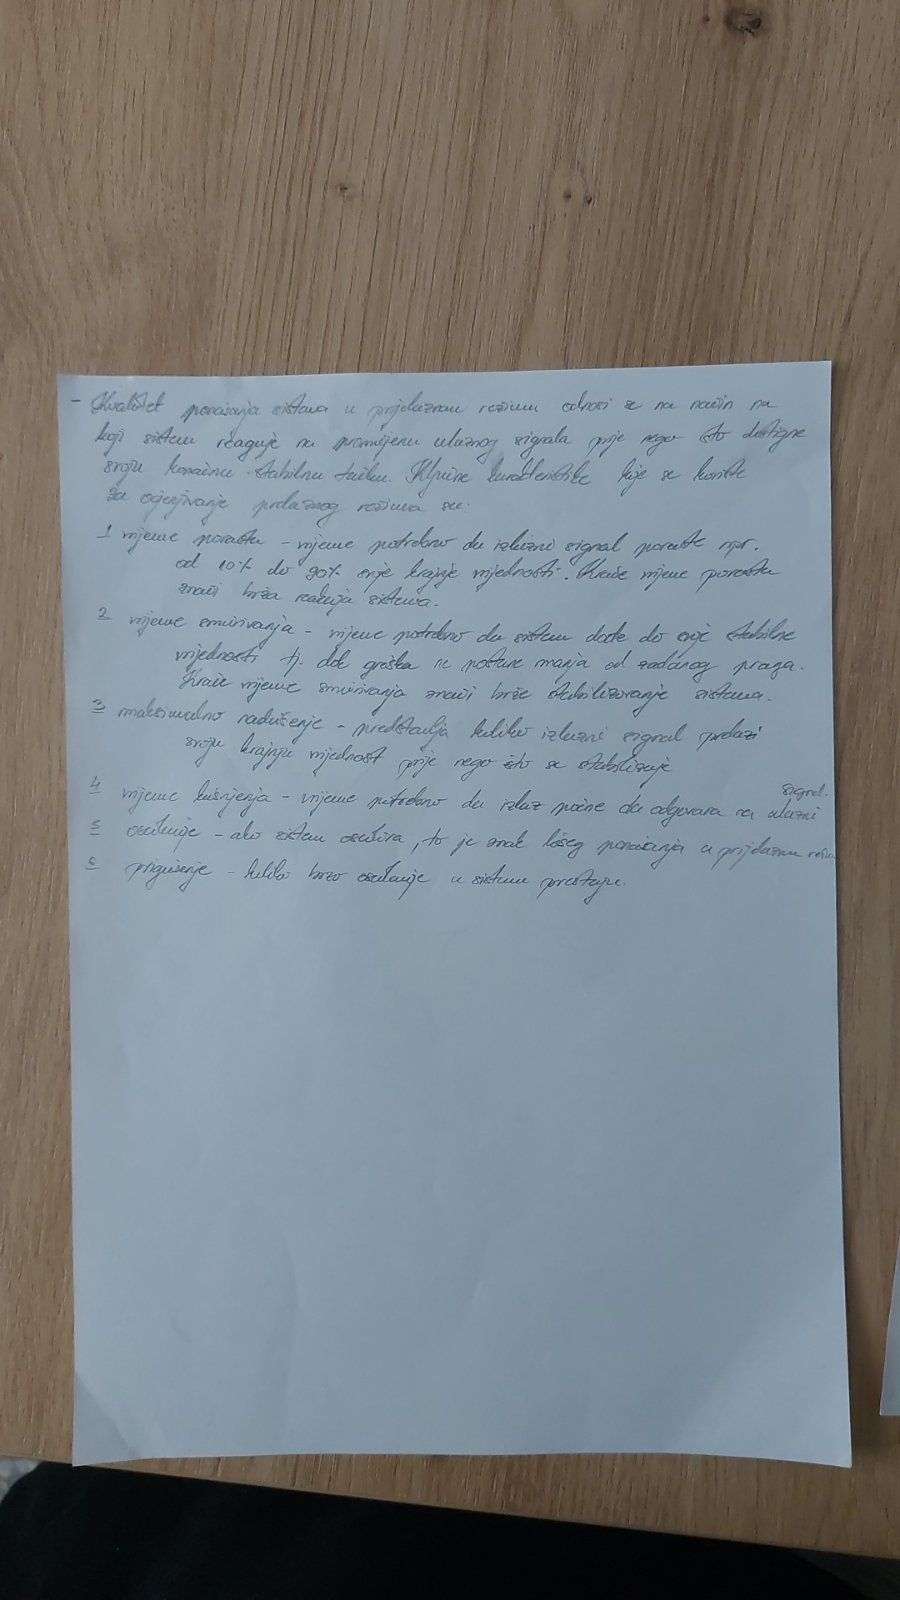 - Kvalitet ponašanja sistema u prijelaznom režimu odnosi se na način na
koji sistem reaguje na promjenu ulaznog signala prije nego što dostigne
svoju konačnu stabilnu tačku. Ključne karakteristike koje se koriste
za ocjenjivanje prelaznog režima su:
1 vrijeme porasta - vrijeme potrebno da izlazni signal poraste npr.
od 10% do 90% svoje krajnje vrijednosti. Kraće vrijeme porasta
znači brža reakcija sistema.
2 vrijeme smirivanja - vrijeme potrebno da sistem dođe do svoje stabilne
vrijednosti tj. dok greška ne postane manja od zadanog praga.
Kraće vrijeme smirivanja znači brže stabilizovanje sistema.
3 maksimalno nadušenje - predstavlja koliko izlazni signal prelazi
svoju krajnju vrijednost prije nego što se stabilizuje
4 vrijeme kašnjenja - vrijeme potrebno da izlaz počne da odgovara na ulazni signal.
5 oscilacije - ako sistem oscilira, to je znak lošeg ponašanja u prijelaznom
6 prigušenje - koliko brzo oscilacije u sistemu prestaju.